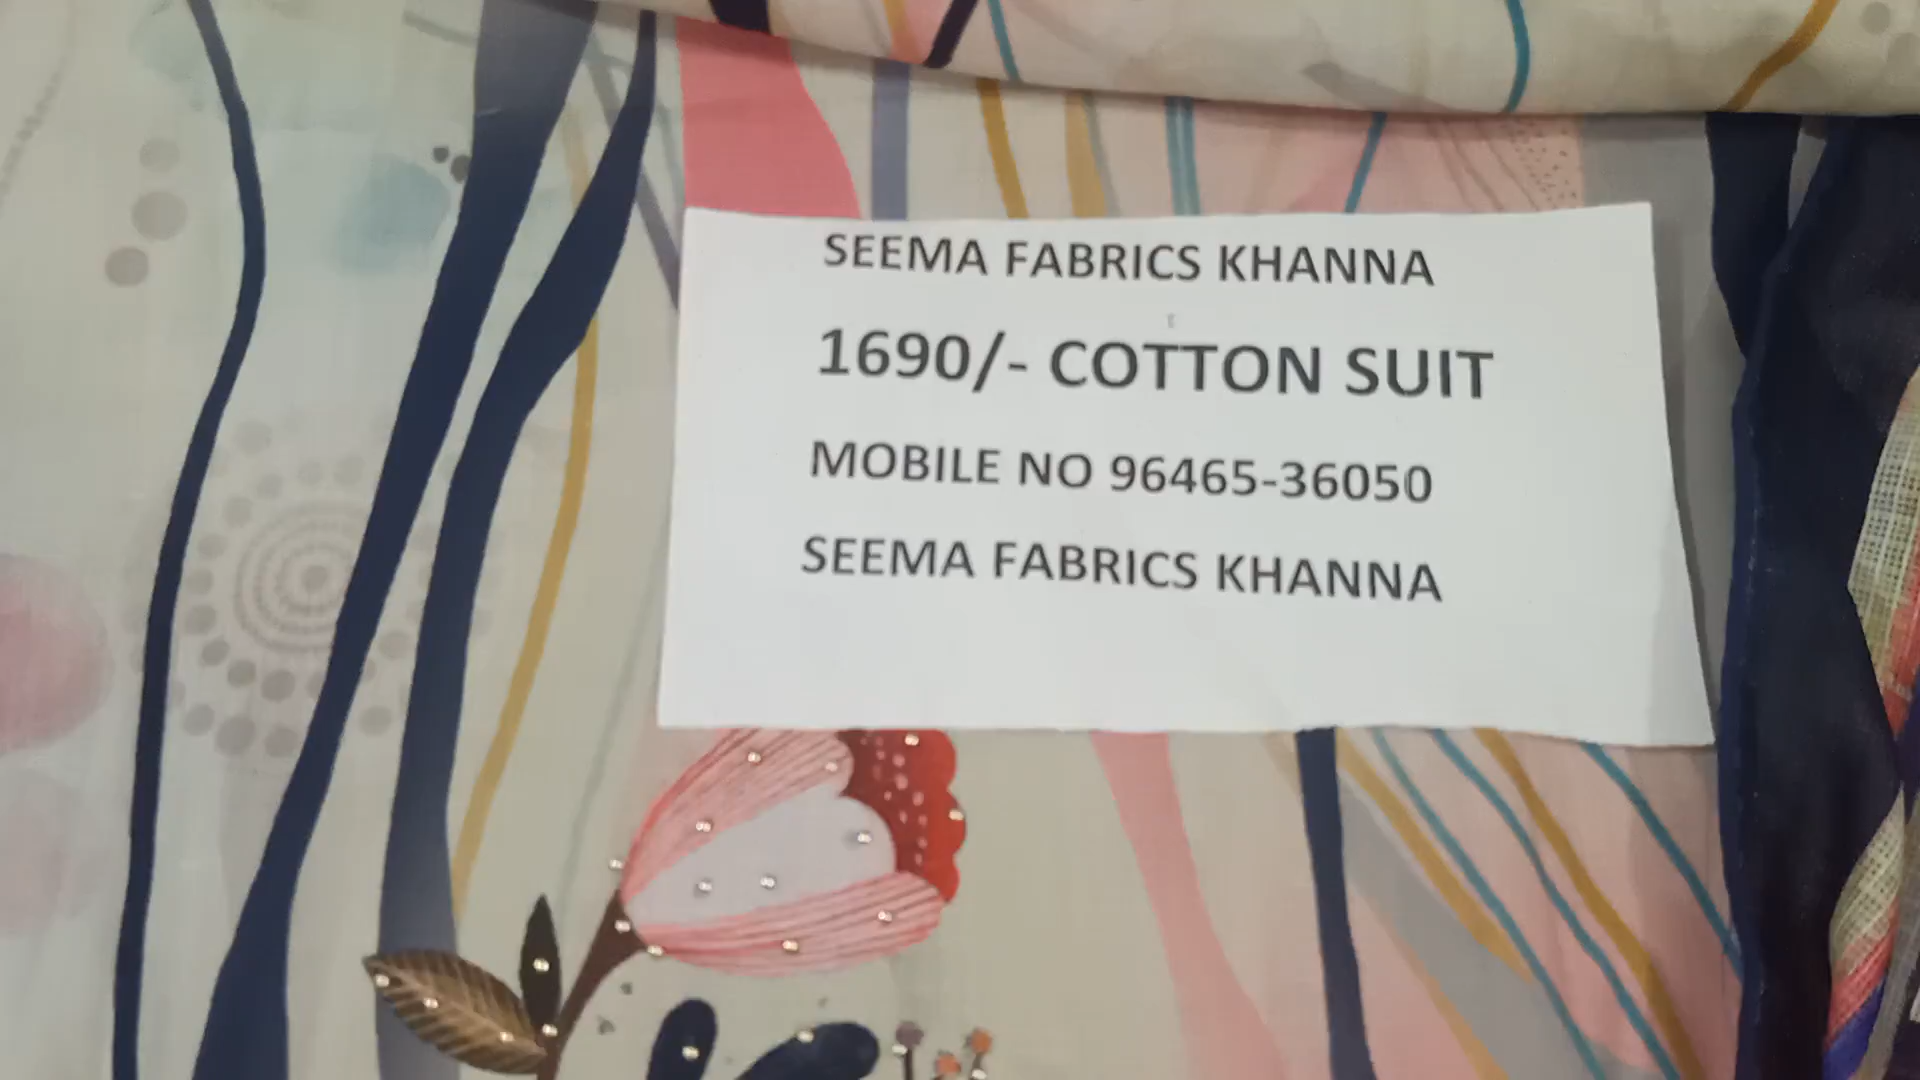 SEEMA FABRICS KHANNA
1690/- COTTON SUIT
MOBILE NO 96465-36050
SEEMA FABRICS KHANNA